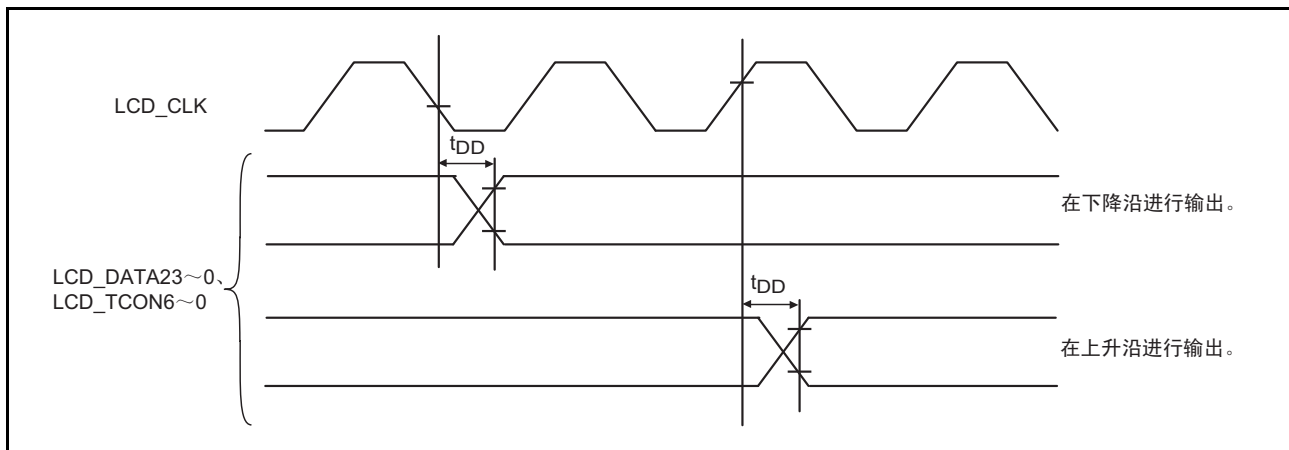 LCD_CLK
tDD
在下降沿进行输出。
LCD_DATA23～0、
LCD_TCON6～0
tDD
在上升沿进行输出。